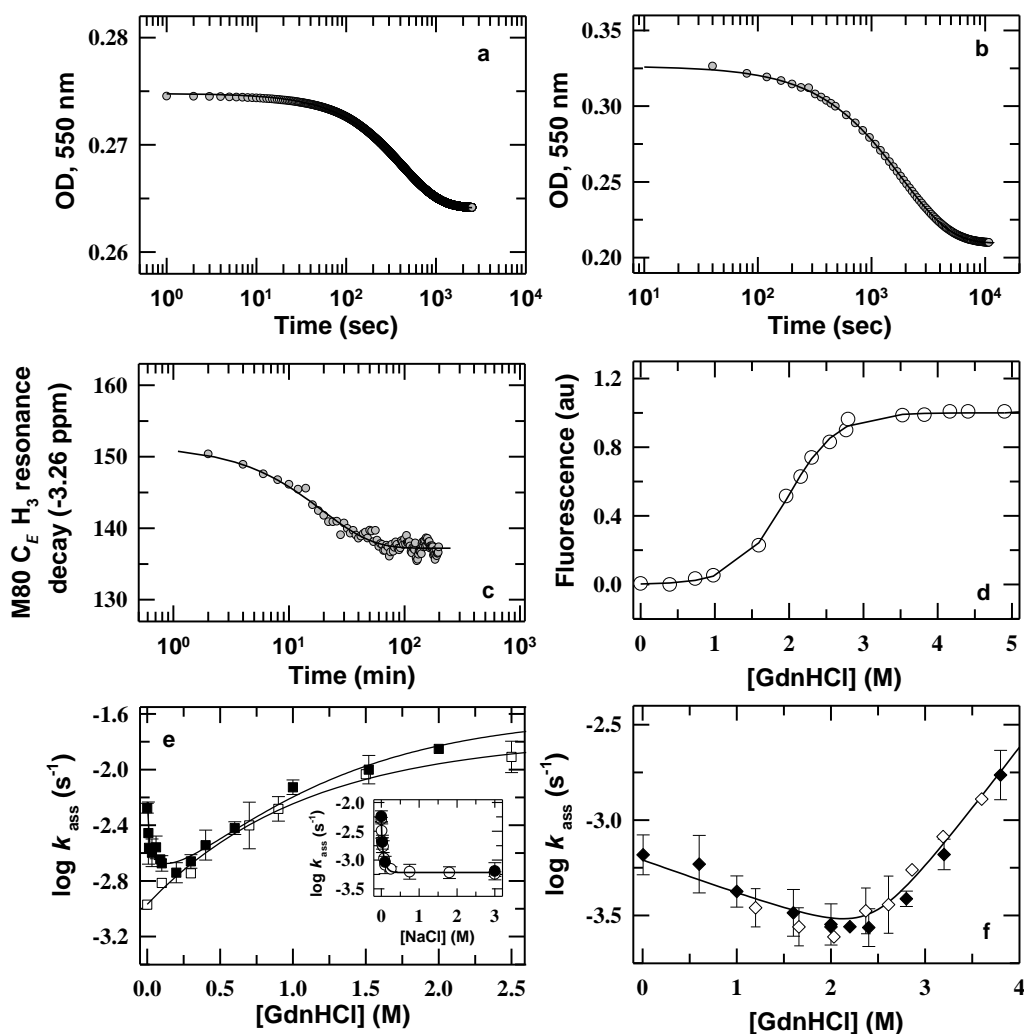 a
0.28
0.27
0.26
OD, 550 nm
10⁰ 10¹ 10² 10³ 10⁴
Time (sec)
b
0.35
0.30
0.25
0.20
OD, 550 nm
10¹ 10² 10³ 10⁴
Time (sec)
160
150
140
130
M80 C_E H₃ resonance
decay (-3.26 ppm)
c
10⁰ 10¹ 10² 10³
Time (min)
1.2
0.8
0.4
0.0
Fluorescence (au)
d
0 1 2 3 4 5
[GdnHCl] (M)
e
-1.6
-2.0
-2.4
-2.8
-3.2
log k ass (s⁻¹)
0.0 0.5 1.0 1.5 2.0 2.5
[GdnHCl] (M)
-2.0
-2.5
-3.0
-3.5
log k ass (s⁻¹)
0 1 2 3
[NaCl] (M)
-2.5
-3.0
-3.5
log k ass (s⁻¹)
f
0 1 2 3 4
[GdnHCl] (M)